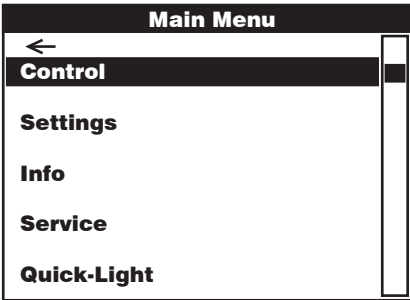 Main Menu
Control
Settings
Info
Service
Quick-Light